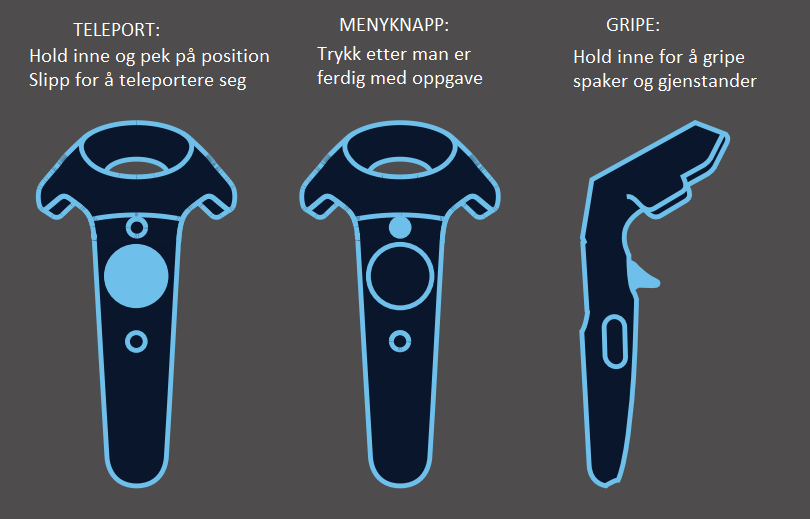 TELEPORT:
Hold inne og pek på position
Slipp for å teleportere seg
MENYKNAPP:
Trykk etter man er
ferdig med oppgave
GRIPE:
Hold inne for å gripe
spaker og gjenstander